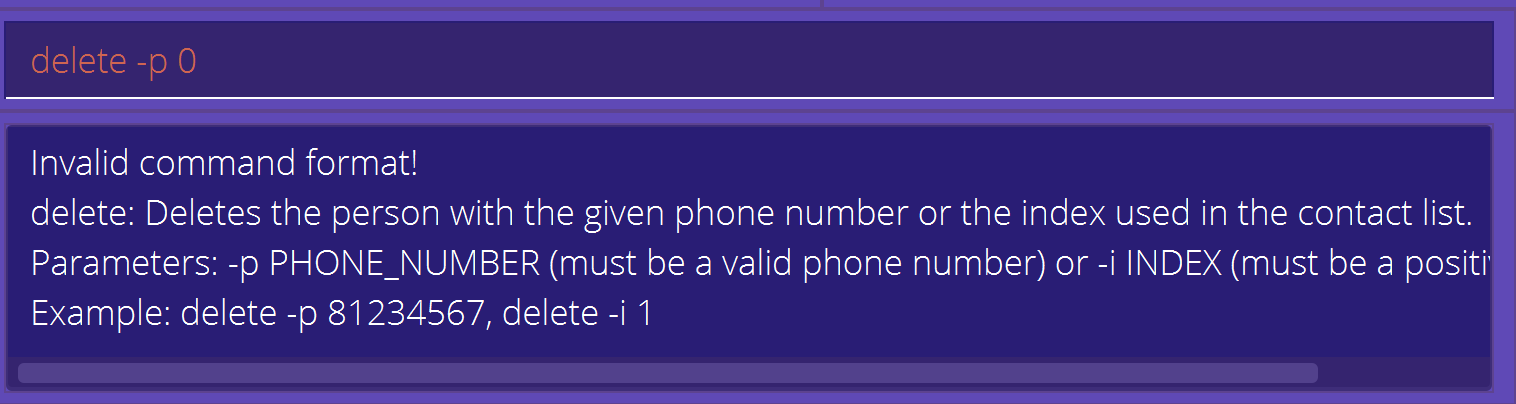 delete -p 0
Invalid command format!
delete: Deletes the person with the given phone number or the index used in the contact list.
Parameters: -p PHONE_NUMBER (must be a valid phone number) or -i INDEX (must be a
Example: delete -p 81234567, delete -i 1